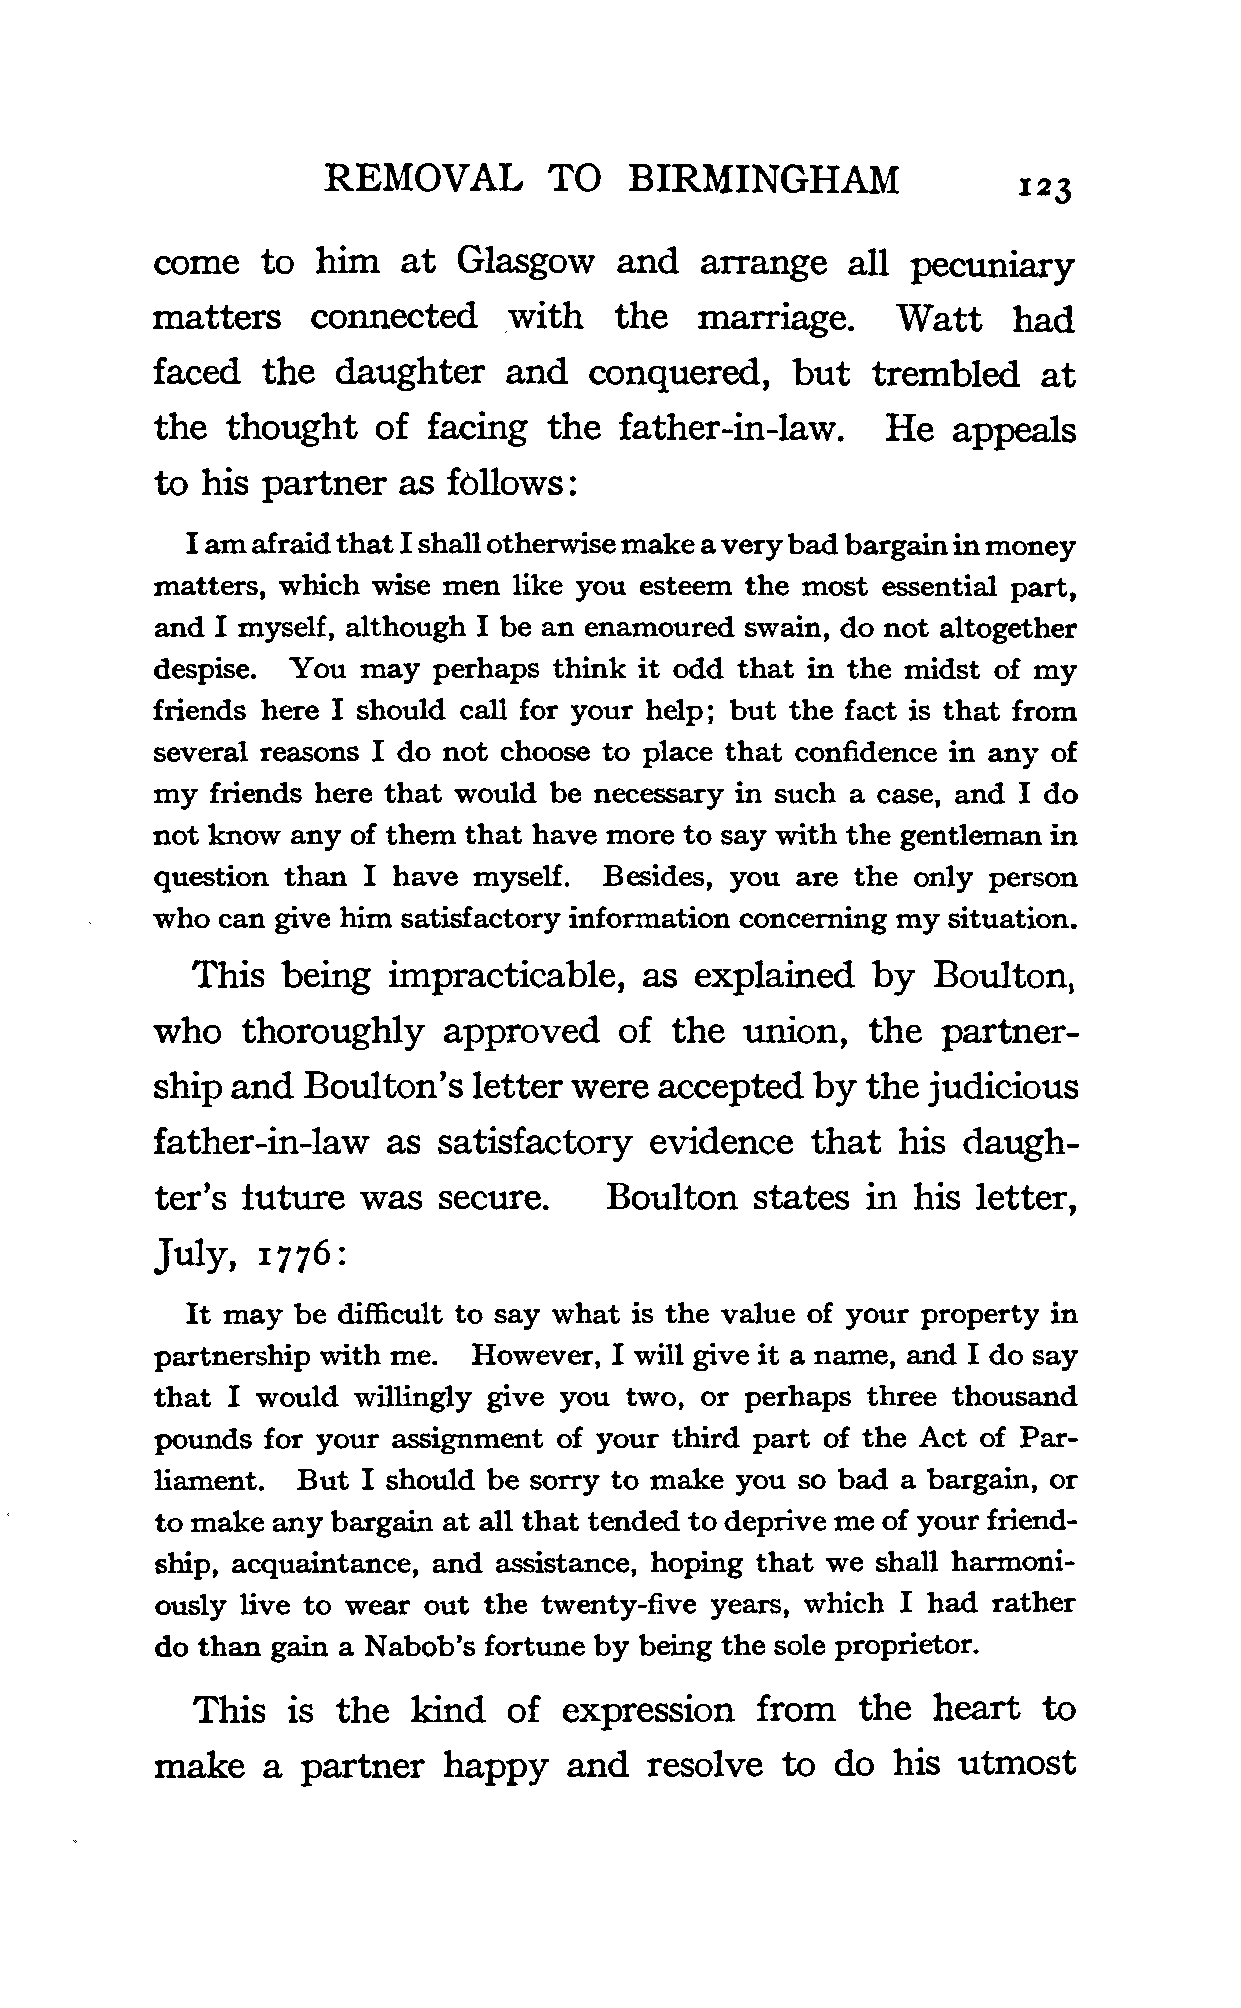 REMOVAL TO BIRMINGHAM 123
come to him at Glasgow and arrange all pecuniary
matters connected with the marriage. Watt had
faced the daughter and conquered, but trembled at
the thought of facing the father-in-law. He appeals
to his partner as follows:
I am afraid that I shall otherwise make a very bad bargain in money
matters, which wise men like you esteem the most essential part,
and I myself, although I be an enamoured swain, do not altogether
despise. You may perhaps think it odd that in the midst of my
friends here I should call for your help; but the fact is that from
several reasons I do not choose to place that confidence in any of
my friends here that would be necessary in such a case, and I do
not know any of them that have more to say with the gentleman in
question than I have myself. Besides, you are the only person
who can give him satisfactory information concerning my situation.
This being impracticable, as explained by Boulton,
who thoroughly approved of the union, the partner-
ship and Boulton's letter were accepted by the judicious
father-in-law as satisfactory evidence that his daugh-
ter's future was secure. Boulton states in his letter,
July, 1776:
It may be difficult to say what is the value of your property in
partnership with me. However, I will give it a name, and I do say
that I would willingly give you two, or perhaps three thousand
pounds for your assignment of your third part of the Act of Par-
liament. But I should be sorry to make you so bad a bargain, or
to make any bargain at all that tended to deprive me of your friend-
ship, acquaintance, and assistance, hoping that we shall harmoni-
ously live to wear out the twenty-five years, which I had rather
do than gain a Nabob's fortune by being the sole proprietor.
This is the kind of expression from the heart to
make a partner happy and resolve to do his utmost